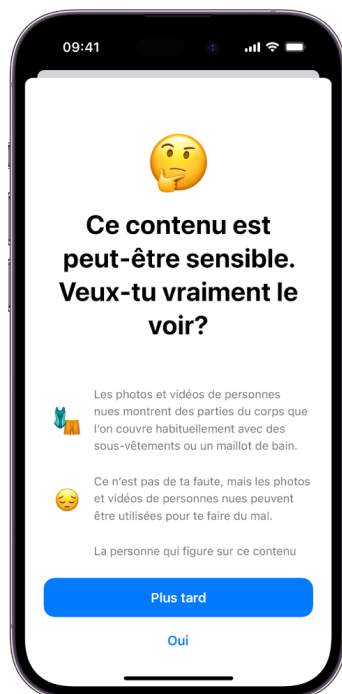 09:41
Ce contenu est
peut-être sensible.
Veux-tu vraiment le
voir?
Les photos et vidéos de personnes
nues montrent des parties du corps que
l'on couvre habituellement avec des
sous-vêtements ou un maillot de bain.
Ce n'est pas de ta faute, mais les photos
et vidéos de personnes nues peuvent
être utilisées pour te faire du mal.
La personne qui figure sur ce contenu
Plus tard
Oui